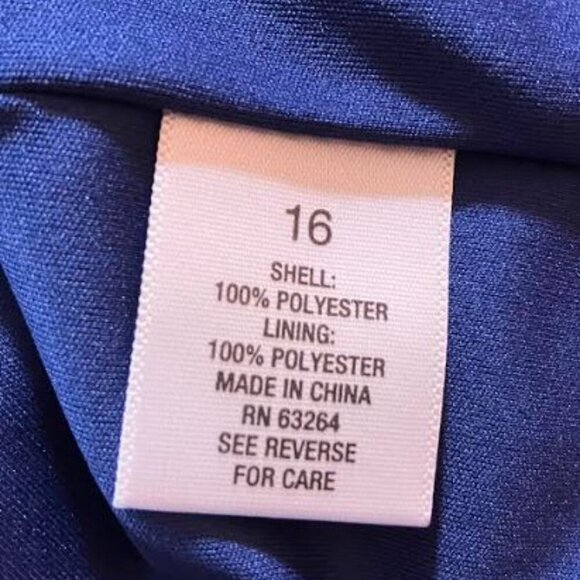 16
SHELL:
100% POLYESTER
LINING:
100% POLYESTER
MADE IN CHINA
RN 63264
SEE REVERSE
FOR CARE